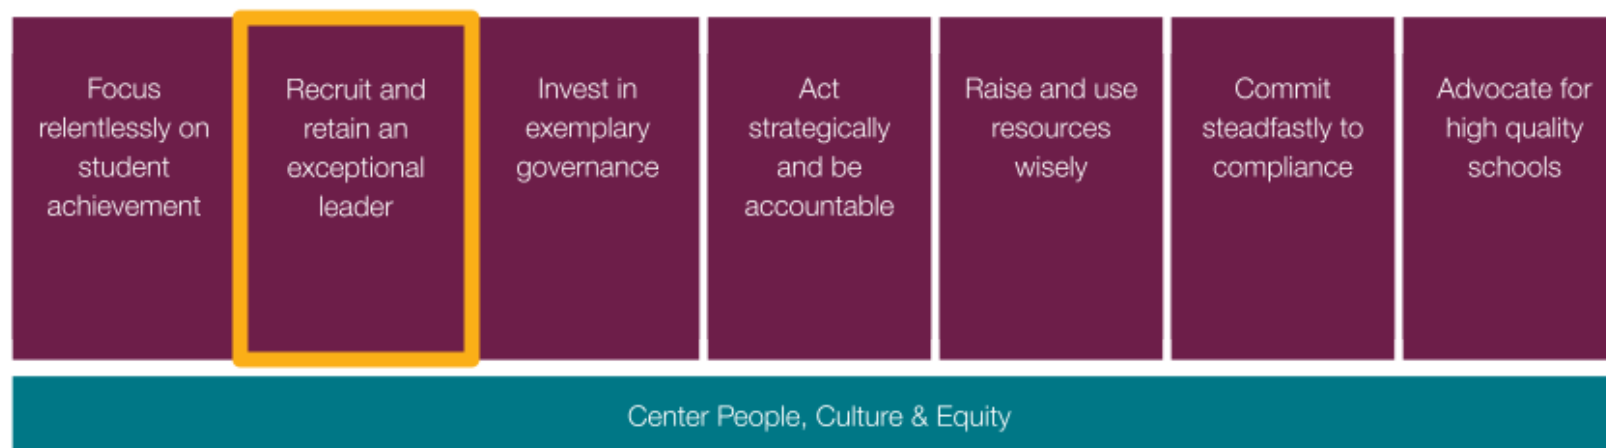 Focus
relentlessly on
student
achievement
Recruit and
retain an
exceptional
leader
Invest in
exemplary
governance
Act
strategically
and be
accountable
Raise and use
resources
wisely
Commit
steadfastly to
compliance
Advocate for
high quality
schools
Center People, Culture & Equity